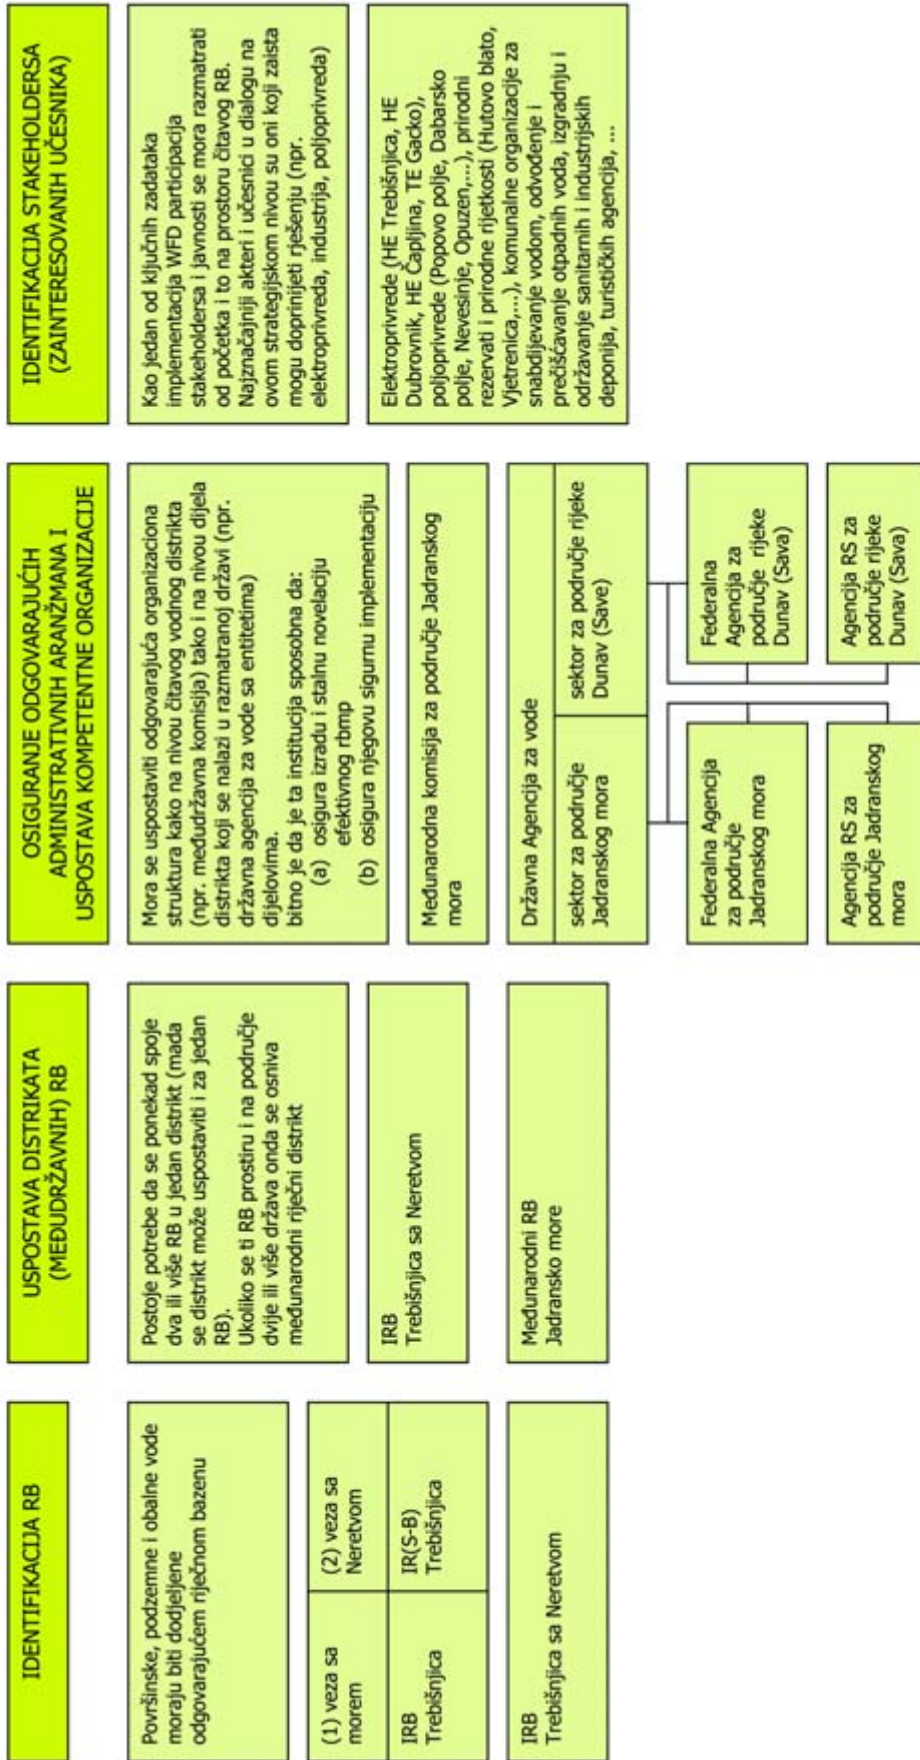 IDENTIFIKACIJA RB
Površinske, podzemne i obalne vode
moraju biti dodjeljene
odgovarajućem riječnom bazenu
(1) veza sa
morem
(2) veza sa
Neretvom
IRB
Trebišnjica
IR(S-B)
Trebišnjica
IRB
Trebišnjica sa Neretvom
USPOSTAVA DISTRIKATA
(MEĐUDRŽAVNIH) RB
Postoje potrebe da se ponekad spoje
dva ili više RB u jedan distrikt (mada
se distrikt može uspostaviti i za jedan
RB).
Ukoliko se ti RB prostiru i na područje
dvije ili više država onda se osniva
međunarodni riječni distrikt
IRB
Trebišnjica sa Neretvom
Međunarodni RB
Jadransko more
OSIGURANJE ODGOVARAJUĆIH
ADMINISTRATIVNIH ARANŽMANA I
USPOSTAVA KOMPETENTNE ORGANIZACIJE
Mora se uspostaviti odgovarajuća organizaciona
struktura kako na nivou čitavog vodnog distrikta
(npr. međudržavna komisija) tako i na nivou dijela
distrikta koji se nalazi u razmatranoj državi (npr.
državna agencija za vode sa entitetima)
dijelovima.
bitno je da je ta institucija sposobna da:
(a) osigura izradu i stalnu novelaciju
efektivnog rbmp
(b) osigura njegovu sigurnu implementaciju
Međunarodna komisija za područje Jadranskog
mora
Državna Agencija za vode
sektor za područje
Jadranskog mora
sektor za područje rijeke
Dunav (Save)
Federalna Agencija
za područje
Jadranskog mora
Federalna
Agencija za
područje rijeke
Dunav (Sava)
Agencija RS za
područje Jadranskog
mora
Agencija RS za
područje rijeke
Dunav (Sava)
IDENTIFIKACIJA STAKEHOLDERSA
(ZAINTERESOVANIH UČESNIKA)
Kao jedan od ključnih zadataka
implementacija WFD participacija
stakeholdersa i javnosti se mora razmatrati
od početka i to na prostoru čitavog RB.
Najznačajniji akteri i učesnici u dialogu na
ovom strategijskom nivou su oni koji zaista
mogu doprinijeti rješenju (npr.
elektroprivreda, industrija, poljoprivreda)
Elektroprivrede (HE Trebišnjica, HE
Dubrovnik, HE Čapljina, TE Gacko),
poljoprivrede (Popovo polje, Dabarsko
polje, Nevesinje, Opuzen,...), prirodni
rezervati i prirodne rijetkosti (Hutovo blato,
Vjetrenica,...), komunalne organizacije za
snabdijevanje vodom, odvođenje i
prečišćavanje otpadnih voda, izgradnju i
održavanje sanitarnih i industrijskih
deponija, turističkih agencija, ...